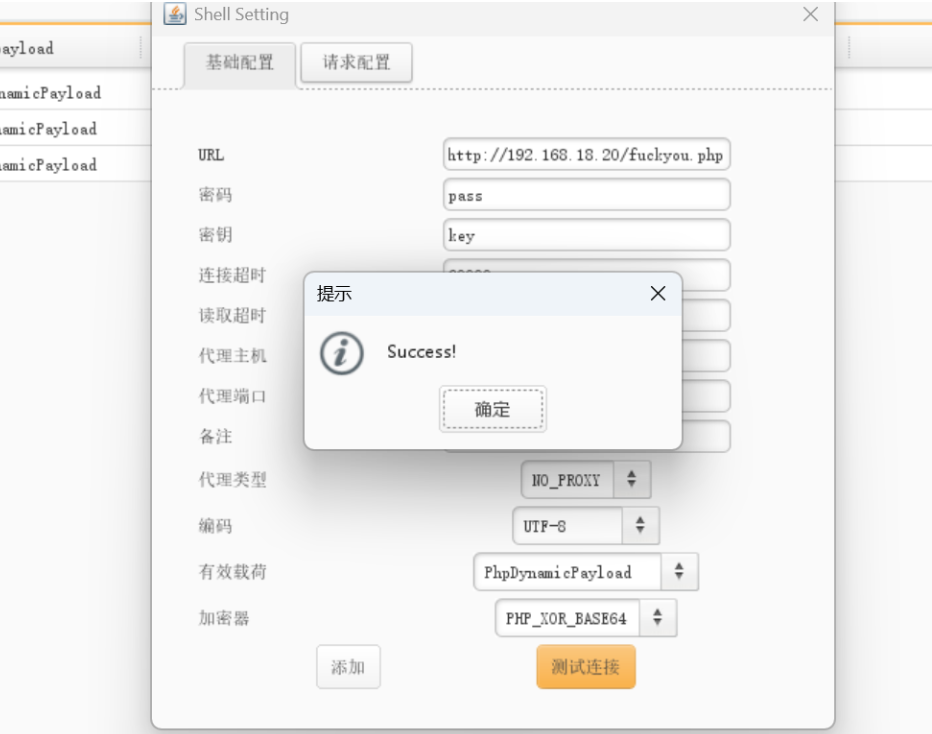 Shell Setting
ayload
基础配置
请求配置
namicPayload
namicPayload
namicPayload
URL
http://192.168.18.20/fuckyou.php
密码
pass
密钥
key
连接超时
读取超时
代理主机
代理端口
备注
提示
Success!
确定
代理类型
NO_PROXY
编码
UTF-8
有效载荷
PhpDynamicPayload
加密器
PHP_XOR_BASE64
添加
测试连接